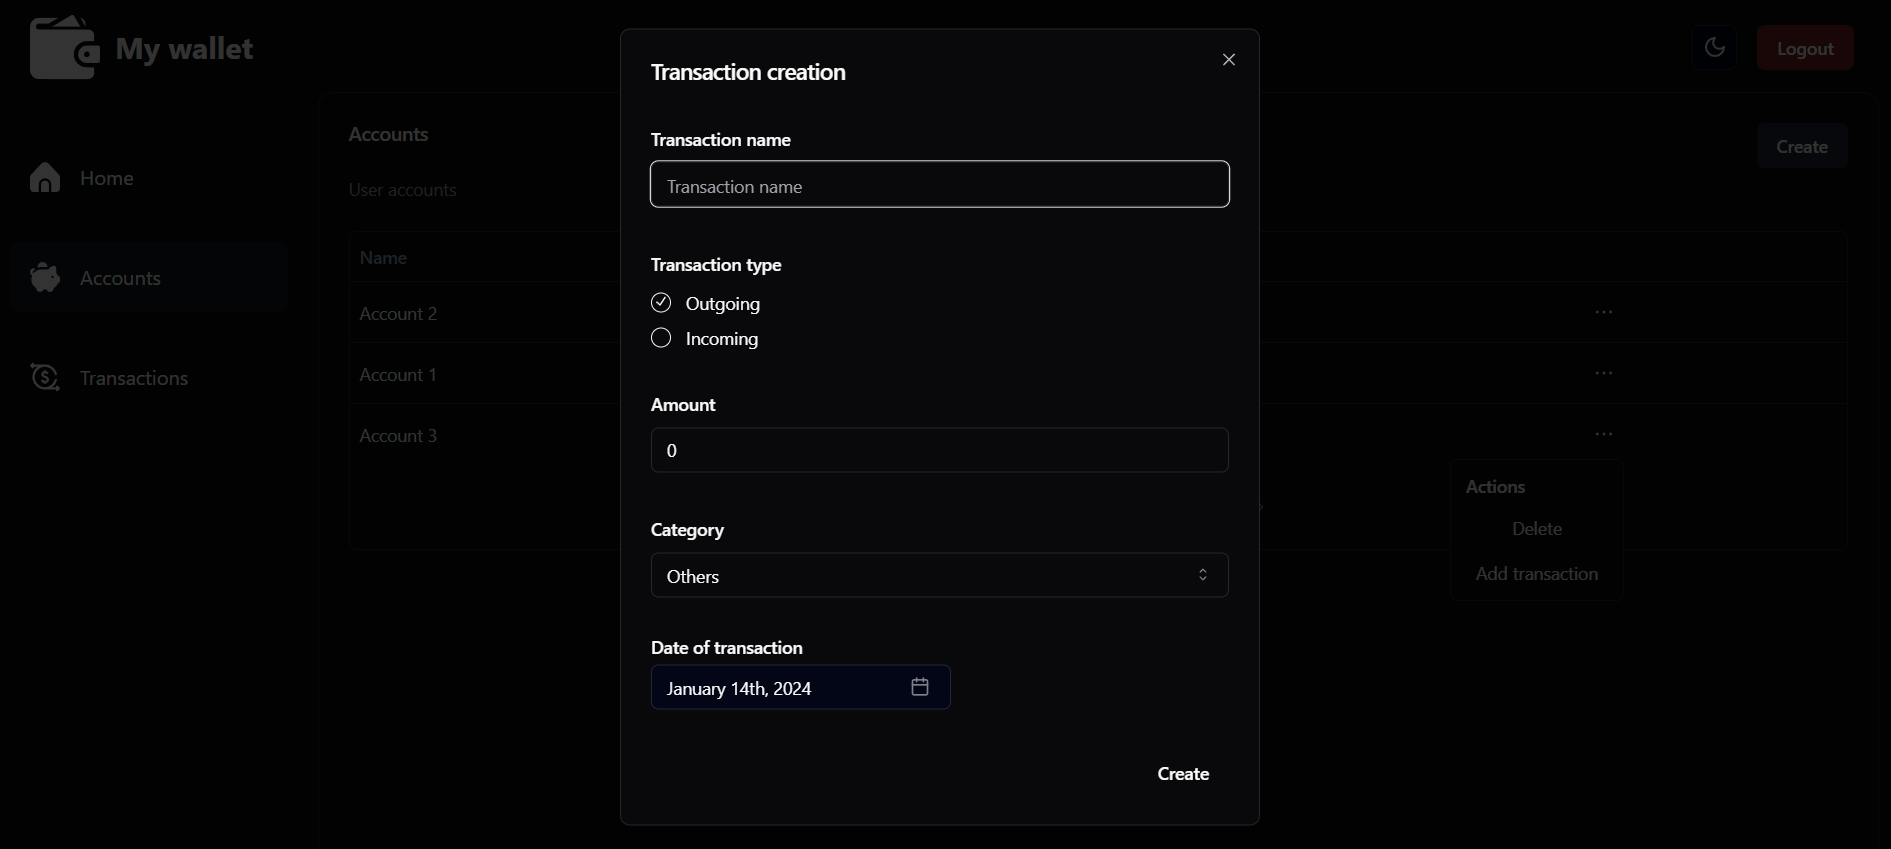 My wallet
Logout
Home
Accounts
Transactions
Accounts
Create
User accounts
Name
Account 2
Account 1
Account 3
Actions
Delete
Add transaction
Transaction creation
Transaction name
Transaction name
Transaction type
Outgoing
Incoming
Amount
0
Category
Others
Date of transaction
January 14th, 2024
Create